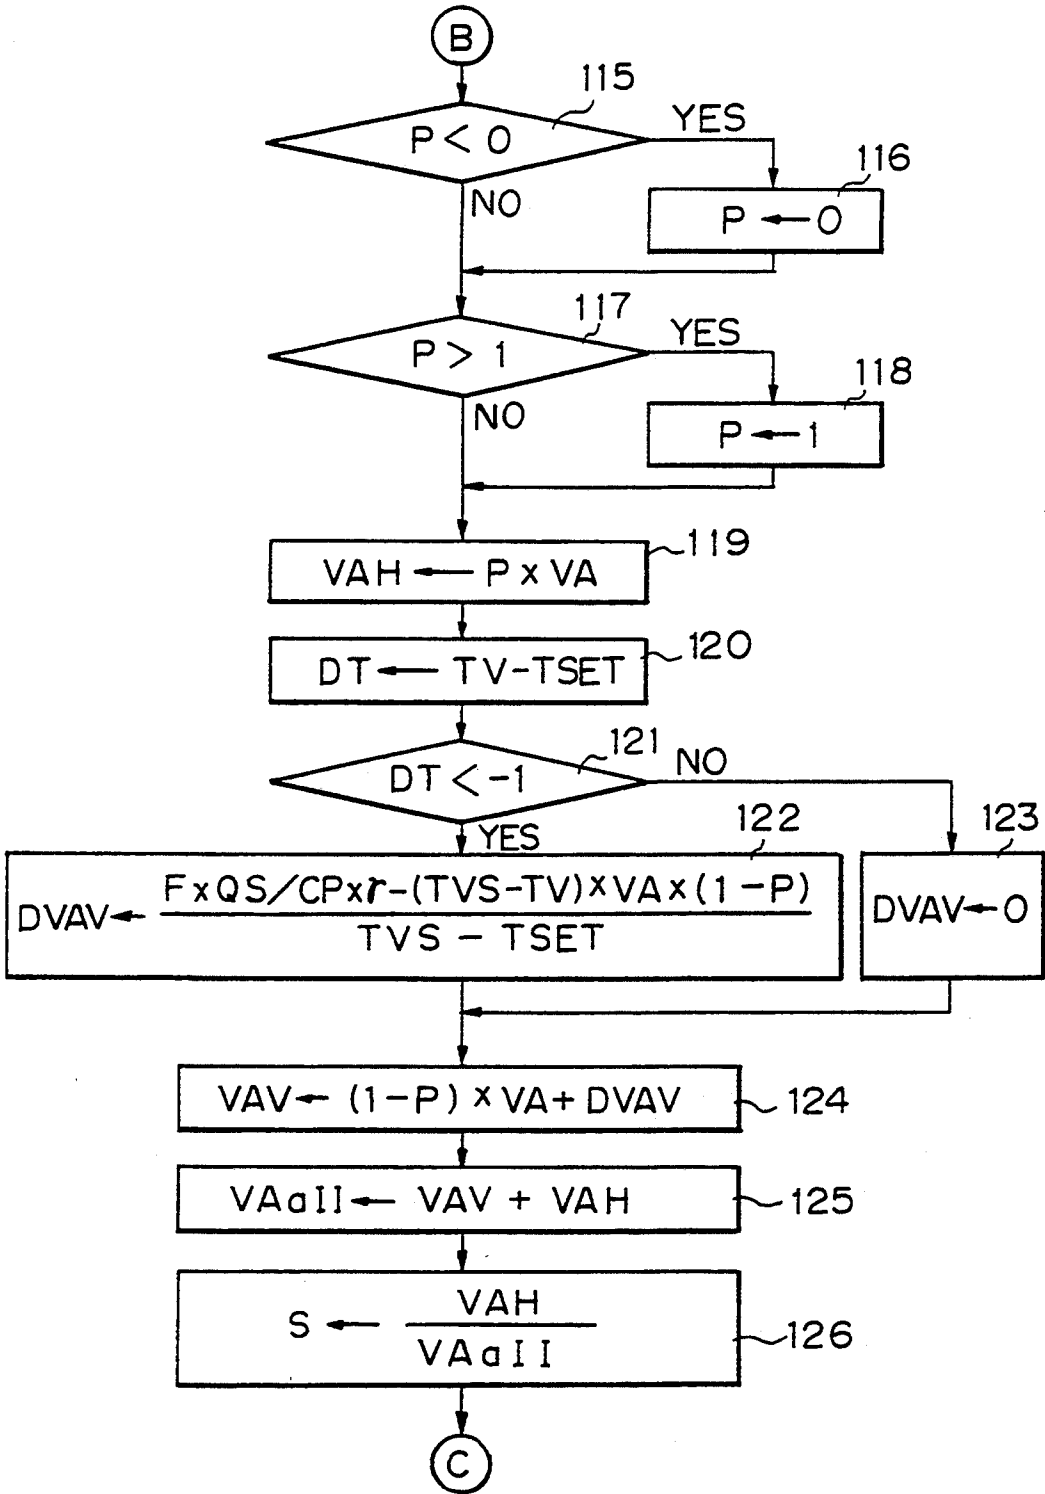 B
115
P < 0
YES
NO
116
P ← 0
117
P > 1
YES
NO
118
P ← 1
119
VAH ← P x VA
120
DT ← TV-TSET
121
DT < -1
NO
YES
122
123
F x QS/CP x r - (TVS-TV) x VA x (1-P)
DVAV ←
TVS - TSET
DVAV ← 0
VAV ← (1-P) x VA + DVAV
124
VAaII ← VAV + VAH
125
VAH
S ←
VAaII
126
C